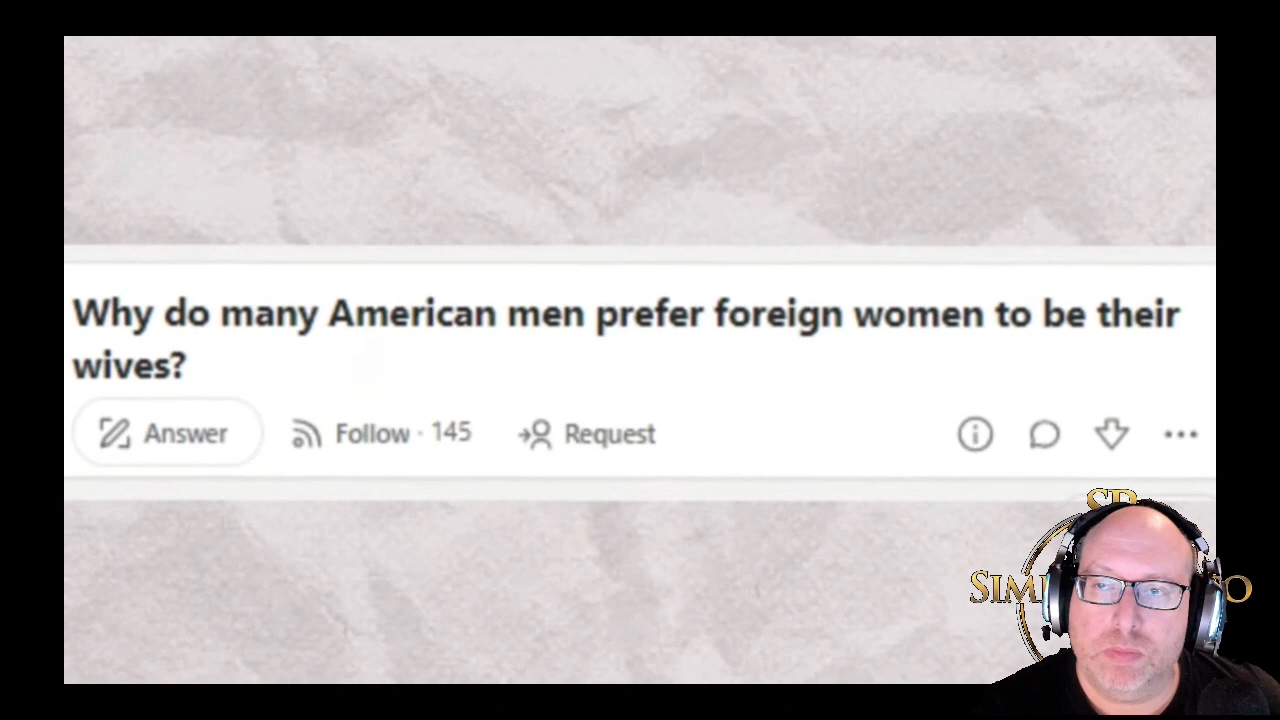 Why do many American men prefer foreign women to be their
wives?
Answer
Follow · 145
Request